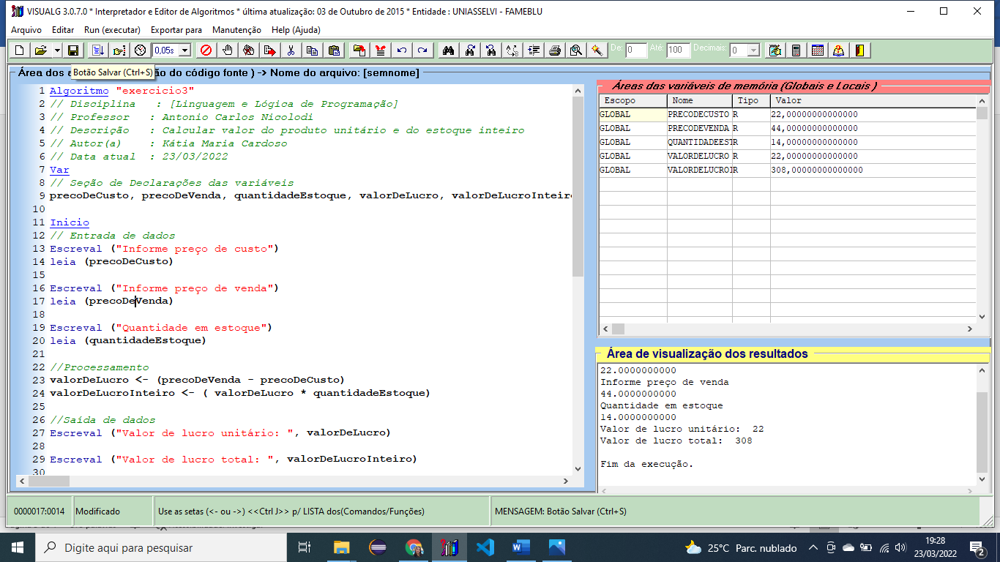 VISUALG 3.0.7.0 * Interpretador e Editor de Algoritmos * última atualização: 03 de Outubro de 2015 * Entidade : UNIASSELVI - FAMEBLU
Arquivo Editar Run (executar) Exportar para Manutenção Help (Ajuda)
0,05s De: 0 Até: 100 Decimais: 0
Área dos a Botão Salvar (Ctrl+S) ão do código fonte ) -> Nome do arquivo: [semnome]
1 Algoritmo "exercicio3"
2 // Disciplina : [Linguagem e Lógica de Programação]
3 // Professor : Antonio Carlos Nicolodi
4 // Descrição : Calcular valor do produto unitário e do estoque inteiro
5 // Autor(a) : Kátia Maria Cardoso
6 // Data atual : 23/03/2022
7 Var
8 // Seção de Declarações das variáveis
9 precoDeCusto, precoDeVenda, quantidadeEstoque, valorDeLucro, valorDeLucroInteir
10
11 Inicio
12 // Entrada de dados
13 Escreval ("Informe preço de custo")
14 leia (precoDeCusto)
15
16 Escreval ("Informe preço de venda")
17 leia (precoDeVenda)
18
19 Escreval ("Quantidade em estoque")
20 leia (quantidadeEstoque)
21
22 //Processamento
23 valorDeLucro <- (precoDeVenda - precoDeCusto)
24 valorDeLucroInteiro <- ( valorDeLucro * quantidadeEstoque)
25
26 //Saída de dados
27 Escreval ("Valor de lucro unitário: ", valorDeLucro)
28
29 Escreval ("Valor de lucro total: ", valorDeLucroInteiro)
30
Áreas das variáveis de memória (Globais e Locais )
Escopo Nome Tipo Valor
GLOBAL PRECODECUSTO R 22,00000000000000
GLOBAL PRECODEVENDA R 44,00000000000000
GLOBAL QUANTIDADEEST R 14,00000000000000
GLOBAL VALORDELUCRO R 22,00000000000000
GLOBAL VALORDELUCROI R 308,00000000000000
Área de visualização dos resultados
22.0000000000
Informe preço de venda
44.0000000000
Quantidade em estoque
14.0000000000
Valor de lucro unitário: 22
Valor de lucro total: 308
Fim da execução.
0000017:0014 Modificado Use as setas (<- ou ->) <<Ctrl J>> p/ LISTA dos(Comandos/Funções) MENSAGEM: Botão Salvar (Ctrl+S)
Digite aqui para pesquisar
25°C Parc. nublado
19:28
23/03/2022
2